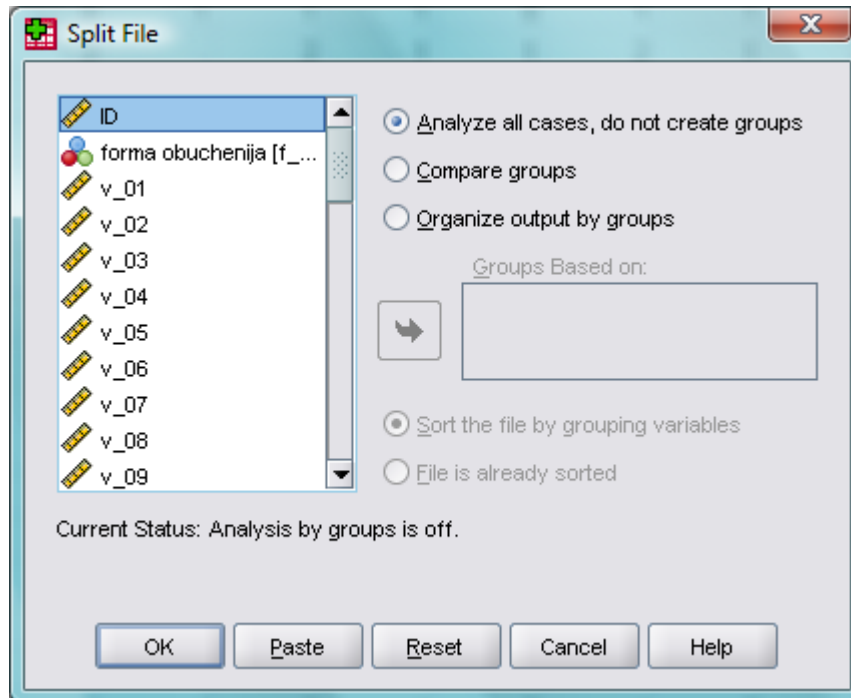 Split File
ID
forma obuchenija [f_...
v_01
v_02
v_03
v_04
v_05
v_06
v_07
v_08
v_09
Analyze all cases, do not create groups
Compare groups
Organize output by groups
Groups Based on:
Sort the file by grouping variables
File is already sorted
Current Status: Analysis by groups is off.
OK
Paste
Reset
Cancel
Help